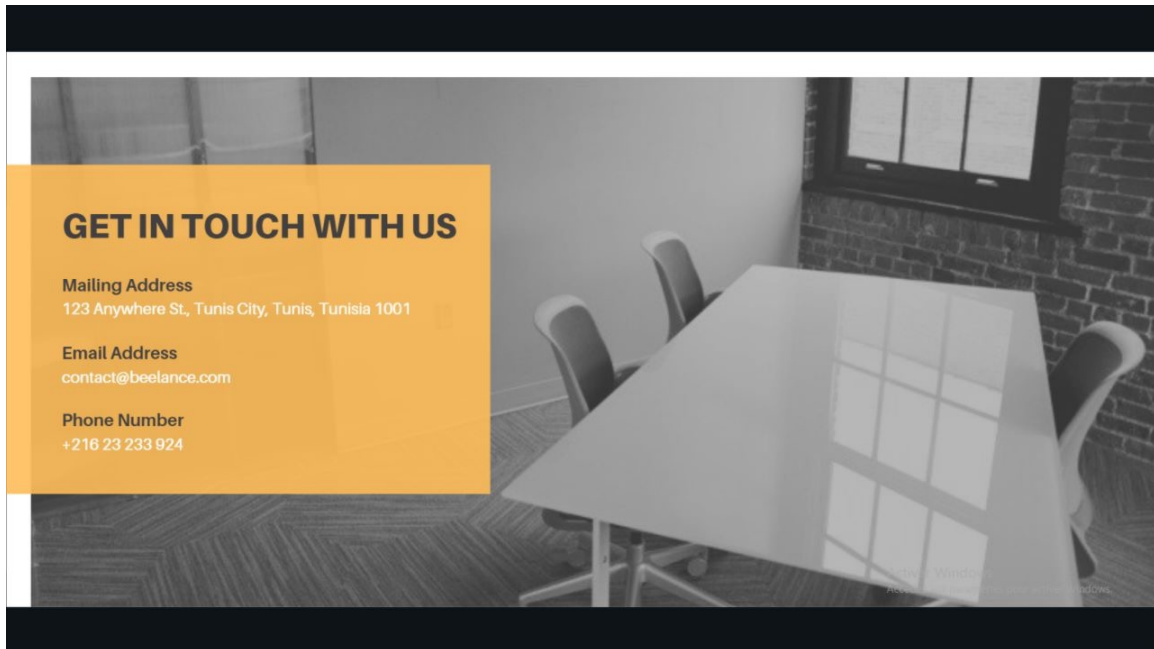 GET IN TOUCH WITH US
Mailing Address
123 Anywhere St., Tunis City, Tunis, Tunisia 1001
Email Address
contact@beelance.com
Phone Number
+216 23 233 924